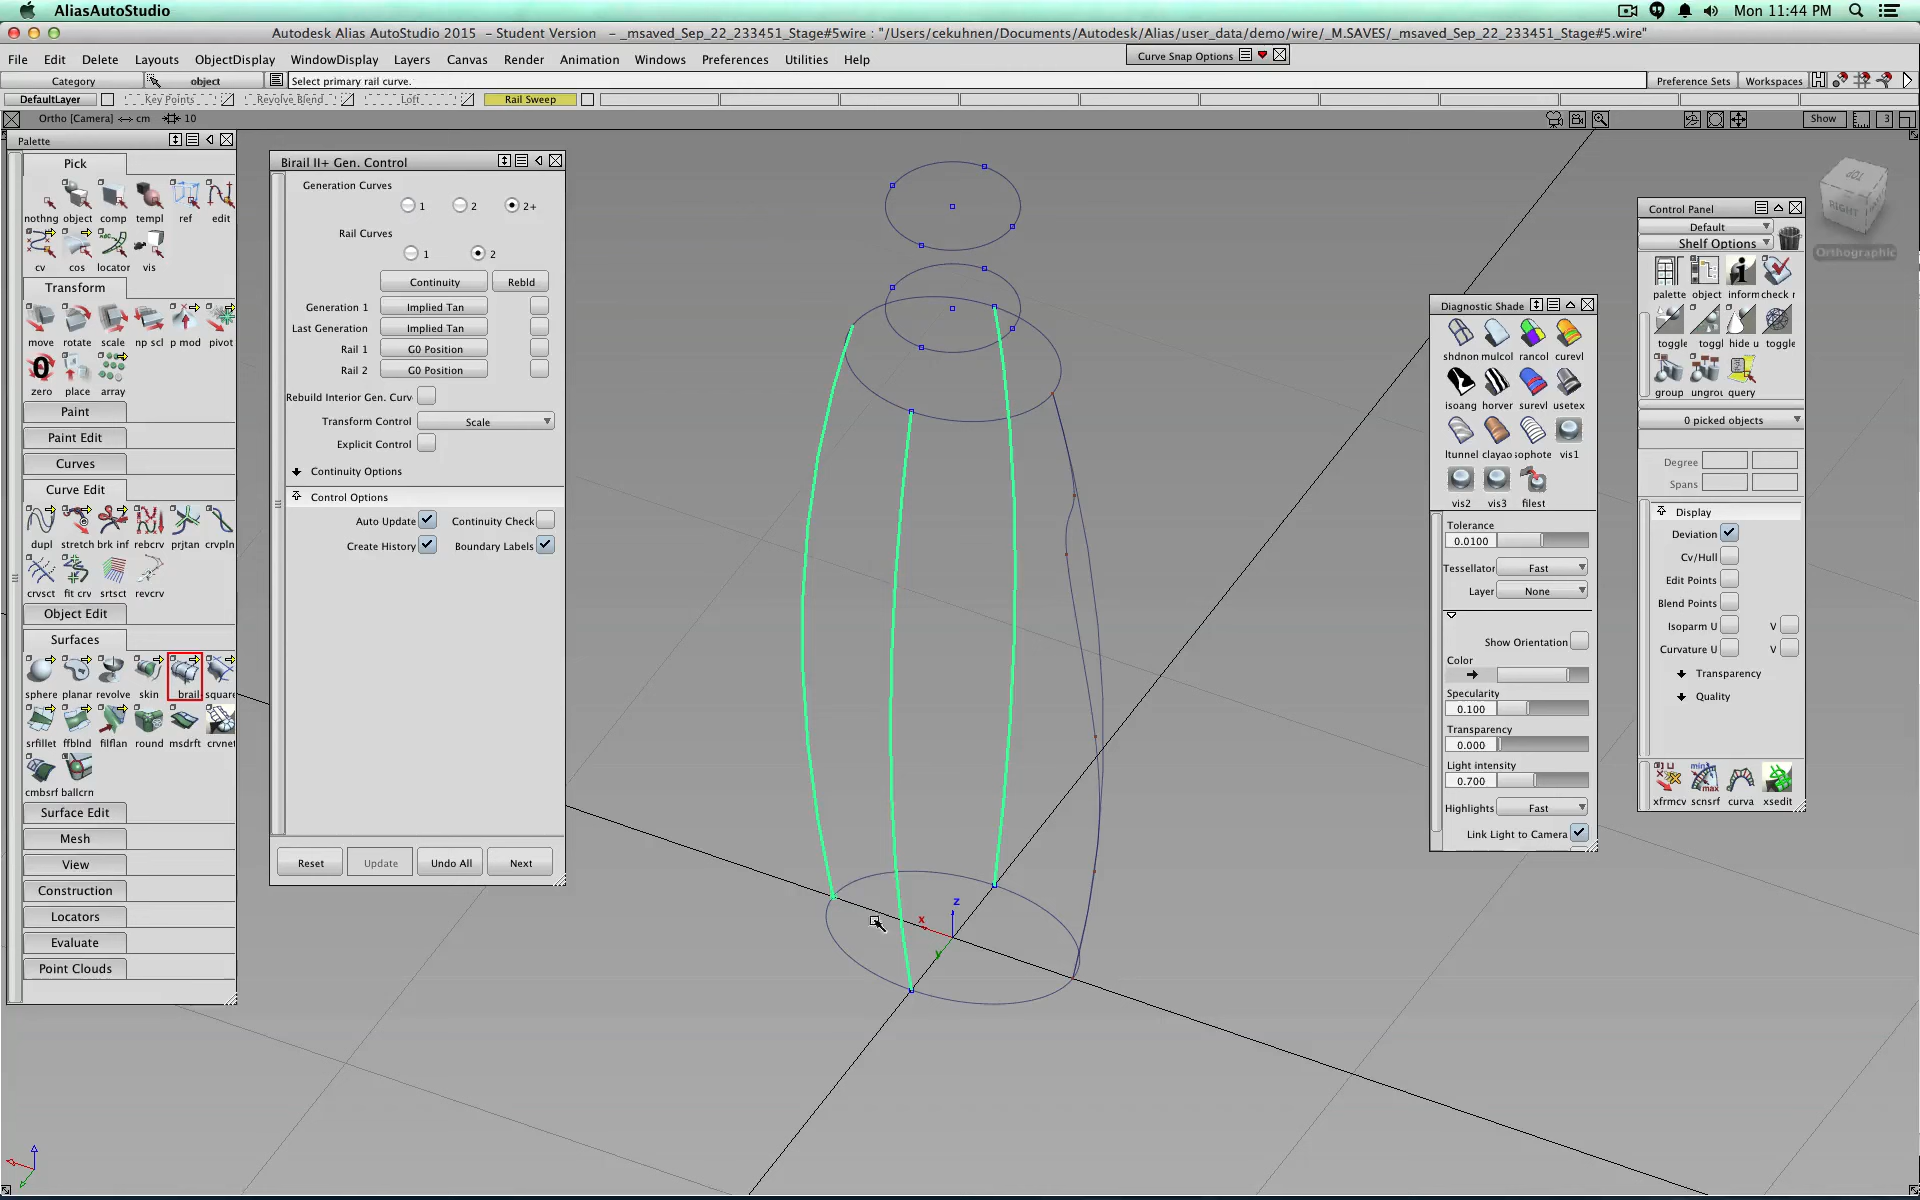 AliasAutoStudio
Mon 11:44 PM
Autodesk Alias AutoStudio 2015 - Student Version - _msaved_Sep_22_233451_Stage#5wire : "/Users/cekuhnen/Documents/Autodesk/Alias/user_data/demo/wire/_M.SAVES/_msaved_Sep_22_233451_Stage#5.wire"
File Edit Delete Layouts ObjectDisplay WindowDisplay Layers Canvas Render Animation Windows Preferences Utilities Help
Curve Snap Options
Category object Select primary rail curve. Preference Sets Workspaces
DefaultLayer Key Points Revolve Blend Loft Rail Sweep
Ortho [Camera] <-> cm 10 Show 3
Palette
Pick
nothng object comp templ ref edit
cv cos locator vis
Transform
move rotate scale np scl p mod pivot
zero place array
Paint
Paint Edit
Curves
Curve Edit
dupl stretch brk inf rebcrv prjtan crvpln
crvsct fit crv srtsct revcrv
Object Edit
Surfaces
sphere planar revolve skin brail square
srfillet ffblnd filflan round msdrft crvnet
cmbsrf ballcrn
Surface Edit
Mesh
View
Construction
Locators
Evaluate
Point Clouds
Birail II+ Gen. Control
Generation Curves
1 2 2+
Rail Curves
1 2
Continuity Rebld
Generation 1 Implied Tan
Last Generation Implied Tan
Rail 1 G0 Position
Rail 2 G0 Position
Rebuild Interior Gen. Curv
Transform Control Scale
Explicit Control
Continuity Options
Control Options
Auto Update Continuity Check
Create History Boundary Labels
Reset Update Undo All Next
z
x
y
Diagnostic Shade
shdnon mulcol rancol curevl
isoang horver surevl usetex
ltunnel clayao sophote vis1
vis2 vis3 filest
Tolerance
0.0100
Tessellator Fast
Layer None
Show Orientation
Color
Specularity
0.100
Transparency
0.000
Light intensity
0.700
Highlights Fast
Link Light to Camera
Control Panel
Default
Shelf Options
palette object inform check r
toggle toggl hide u toggle
group ungroı query
0 picked objects
Degree
Spans
Display
Deviation
Cv/Hull
Edit Points
Blend Points
Isoparm U V
Curvature U V
Transparency
Quality
xfrmcv scnsrf curva xsedit
TOP
RIGHT
Orthographic